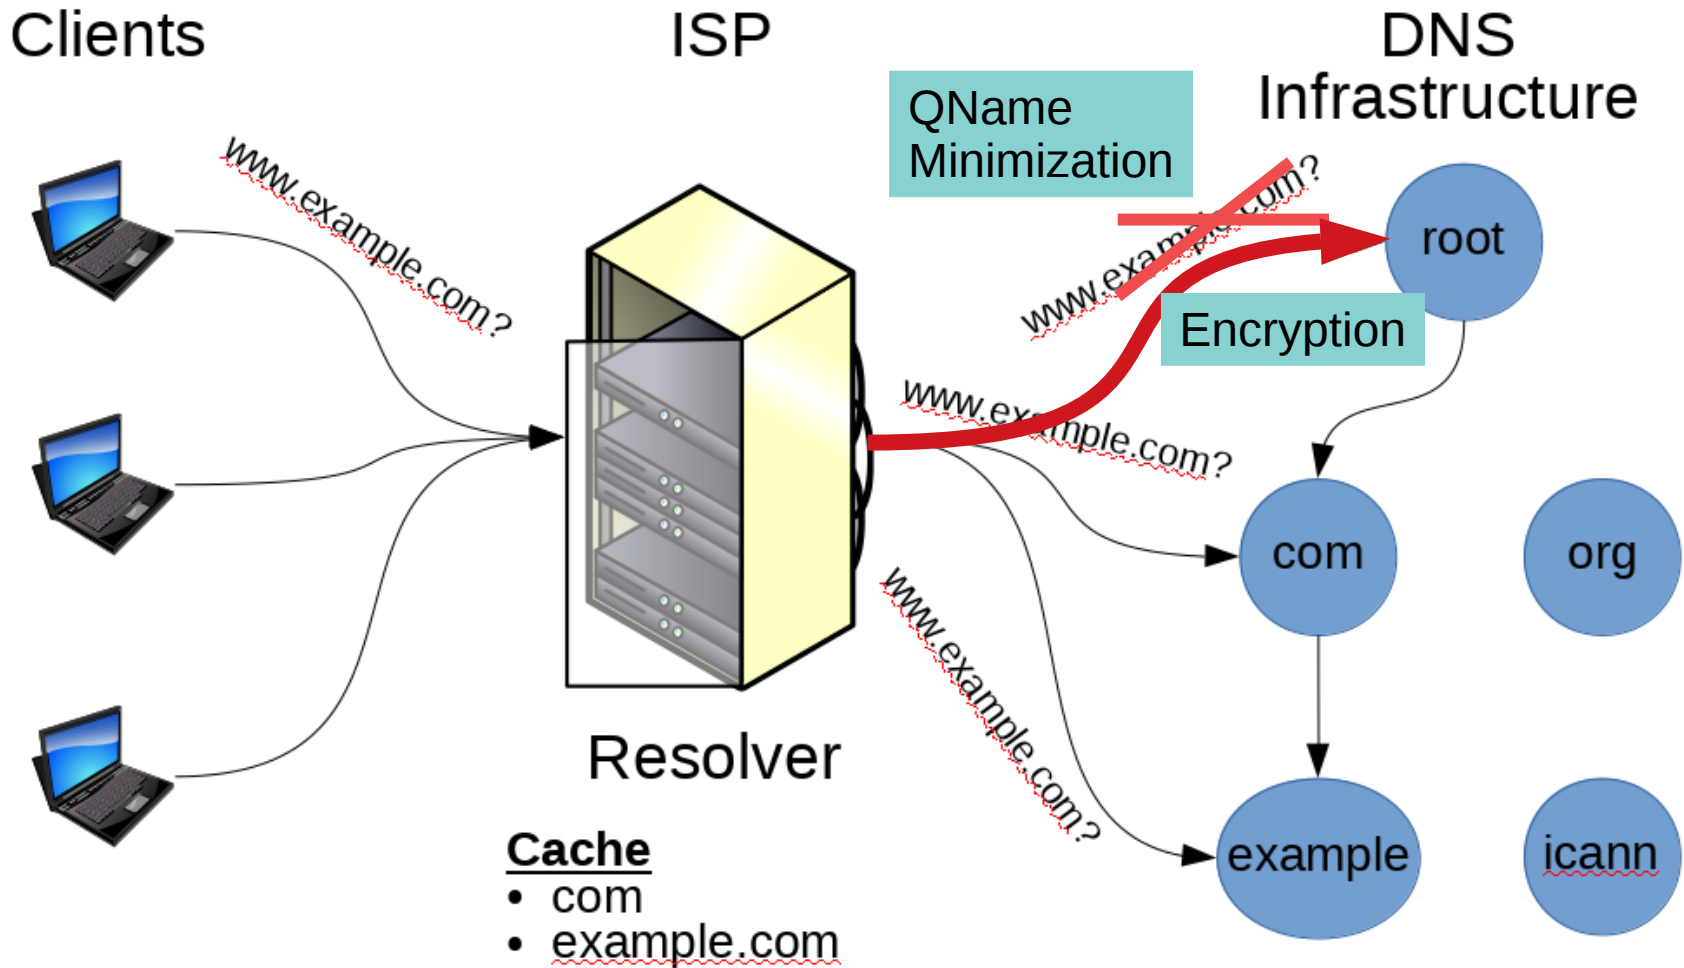 Clients
ISP
DNS
Infrastructure
QName
Minimization
www.example.com?
www.example.com?
root
Encryption
www.example.com?
com
org
www.example.com?
Resolver
example
icann
Cache
• com
• example.com